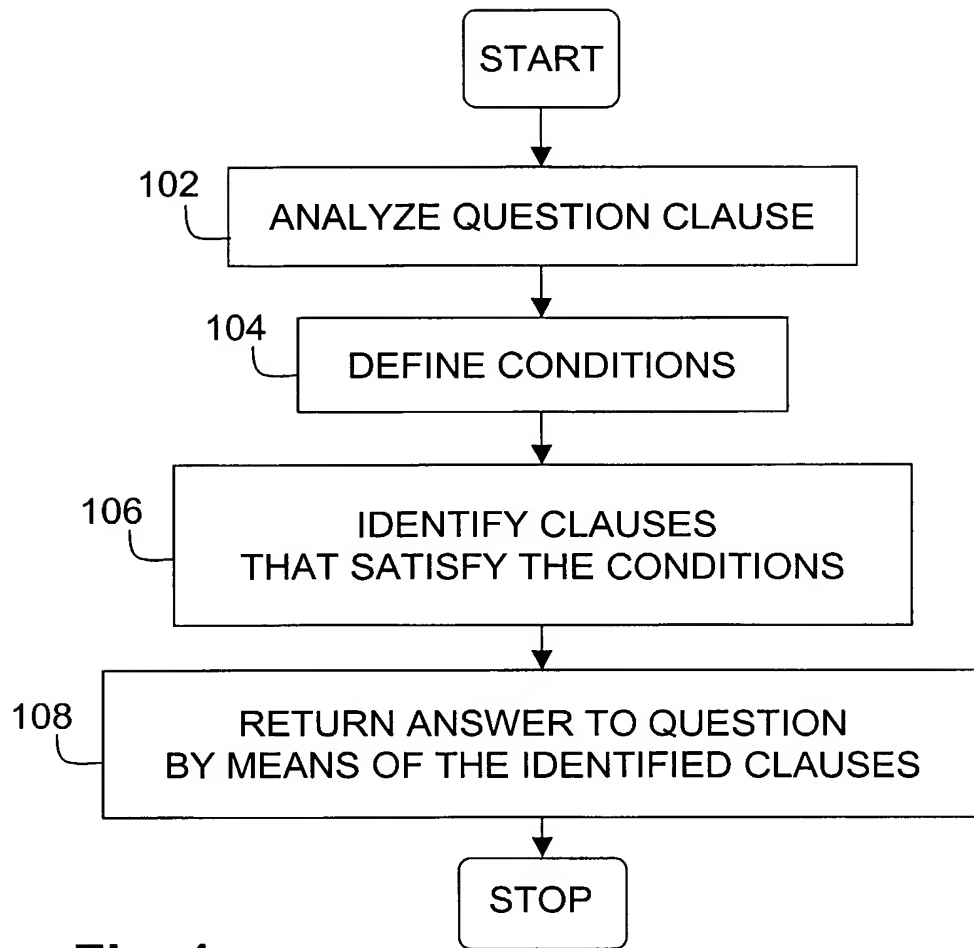 START
102
ANALYZE QUESTION CLAUSE
104
DEFINE CONDITIONS
106
IDENTIFY CLAUSES
THAT SATISFY THE CONDITIONS
108
RETURN ANSWER TO QUESTION
BY MEANS OF THE IDENTIFIED CLAUSES
STOP